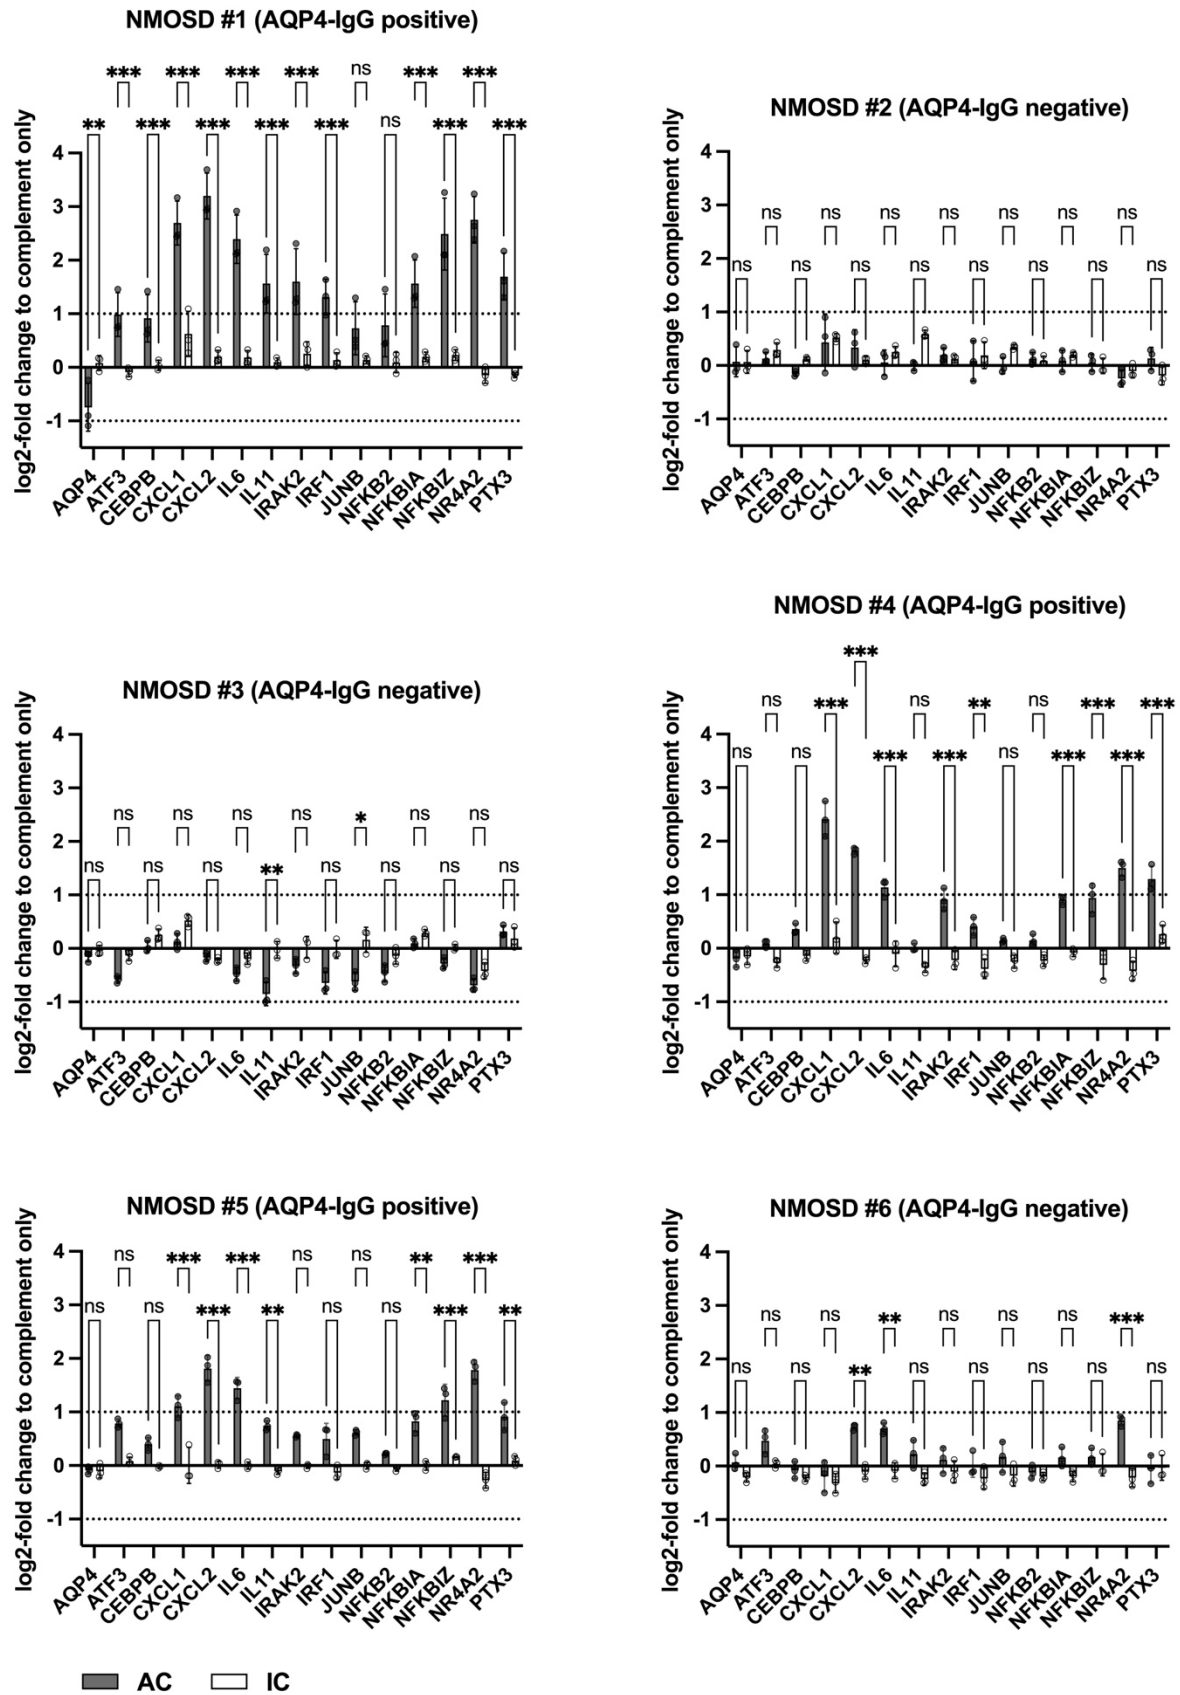 NMOSD #1 (AQP4-IgG positive)
log2-fold change to complement only
*** *** *** *** ns *** ***
** *** *** *** *** ns *** ***
4
3
2
1
0
-1
AQP4 ATF3 CEBPB CXCL1 CXCL2 IL6 IL11 IRAK2 IRF1 JUNB NFKB2 NFKBIA NFKBIZ NR4A2 PTX3
NMOSD #2 (AQP4-IgG negative)
log2-fold change to complement only
ns ns ns ns ns ns ns
ns ns ns ns ns ns ns ns
4
3
2
1
0
-1
AQP4 ATF3 CEBPB CXCL1 CXCL2 IL6 IL11 IRAK2 IRF1 JUNB NFKB2 NFKBIA NFKBIZ NR4A2 PTX3
NMOSD #3 (AQP4-IgG negative)
log2-fold change to complement only
ns ns ns ns * ns ns
ns ns ns ** ns ns ns ns
4
3
2
1
0
-1
AQP4 ATF3 CEBPB CXCL1 CXCL2 IL6 IL11 IRAK2 IRF1 JUNB NFKB2 NFKBIA NFKBIZ NR4A2 PTX3
NMOSD #4 (AQP4-IgG positive)
log2-fold change to complement only
***
ns *** ns ** ns *** ***
ns ns *** *** ns *** ***
4
3
2
1
0
-1
AQP4 ATF3 CEBPB CXCL1 CXCL2 IL6 IL11 IRAK2 IRF1 JUNB NFKB2 NFKBIA NFKBIZ NR4A2 PTX3
NMOSD #5 (AQP4-IgG positive)
log2-fold change to complement only
ns *** *** ns ns ** ***
ns ns *** ** ns ns *** **
4
3
2
1
0
-1
AQP4 ATF3 CEBPB CXCL1 CXCL2 IL6 IL11 IRAK2 IRF1 JUNB NFKB2 NFKBIA NFKBIZ NR4A2 PTX3
NMOSD #6 (AQP4-IgG negative)
log2-fold change to complement only
ns ns ** ns ns ns ***
ns ns ** ns ns ns ns ns
4
3
2
1
0
-1
AQP4 ATF3 CEBPB CXCL1 CXCL2 IL6 IL11 IRAK2 IRF1 JUNB NFKB2 NFKBIA NFKBIZ NR4A2 PTX3
AC IC